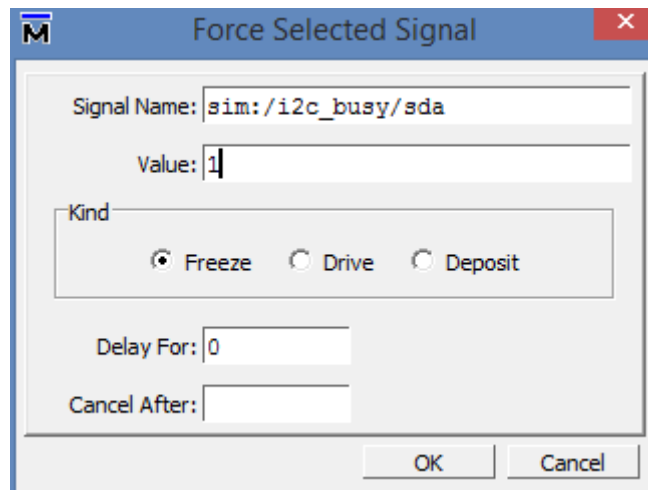 M Force Selected Signal
Signal Name: sim:/i2c_busy/sda
Value: 1
Kind
Freeze Drive Deposit
Delay For: 0
Cancel After:
OK Cancel